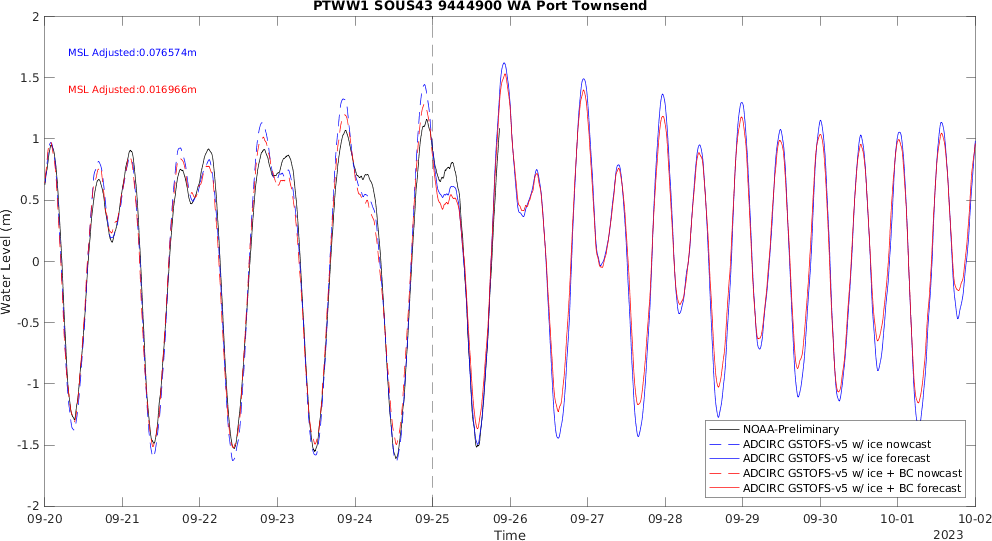 PTWW1 SOUS43 9444900 WA Port Townsend
MSL Adjusted:0.076574m
MSL Adjusted:0.016966m
Water Level (m)
2
1.5
1
0.5
0
-0.5
-1
-1.5
-2
NOAA-Preliminary
ADCIRC GSTOFS-v5 w/ ice nowcast
ADCIRC GSTOFS-v5 w/ ice forecast
ADCIRC GSTOFS-v5 w/ ice + BC nowcast
ADCIRC GSTOFS-v5 w/ ice + BC forecast
09-20 09-21 09-22 09-23 09-24 09-25 09-26 09-27 09-28 09-29 09-30 10-01 10-02
Time
2023